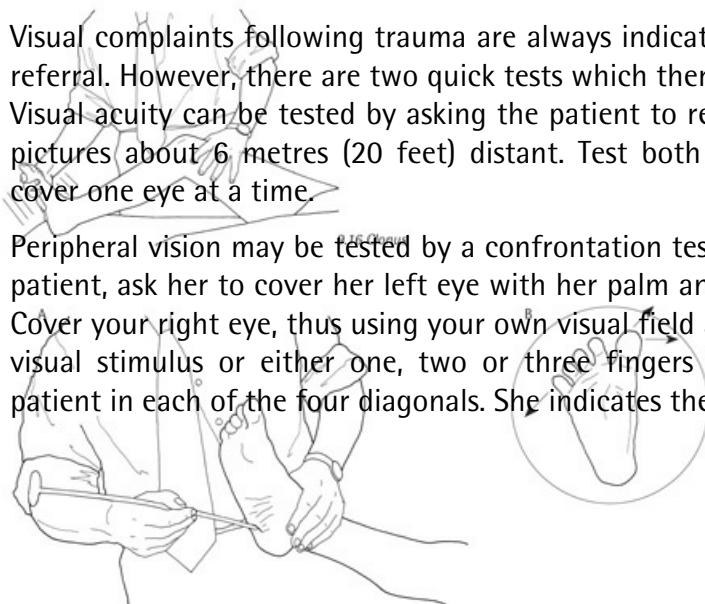 Visual complaints following trauma are always indicat
referral. However, there are two quick tests which ther
Visual acuity can be tested by asking the patient to re
pictures about 6 metres (20 feet) distant. Test both
cover one eye at a time.
9.16 Clonus
Peripheral vision may be tested by a confrontation tes
patient, ask her to cover her left eye with her palm an
Cover your right eye, thus using your own visual field
visual stimulus or either one, two or three fingers
patient in each of the four diagonals. She indicates the
A
B